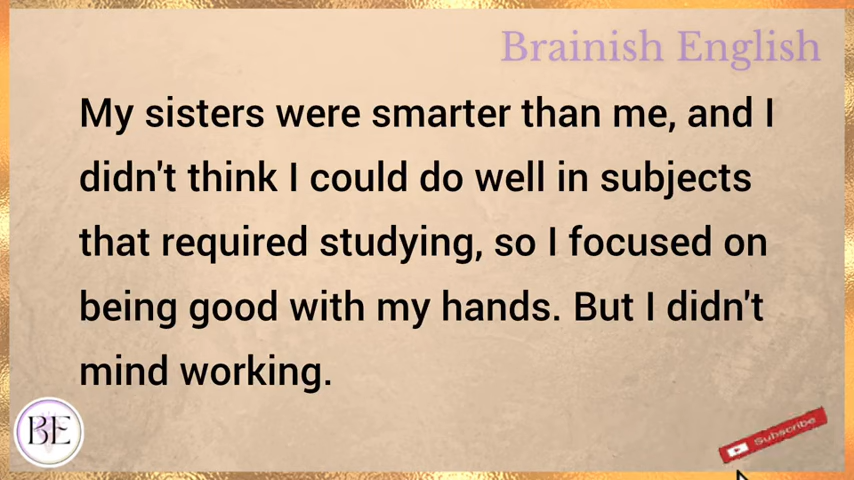 Brainish English
My sisters were smarter than me, and I
didn't think I could do well in subjects
that required studying, so I focused on
being good with my hands. But I didn't
mind working.
BE
Subscribe